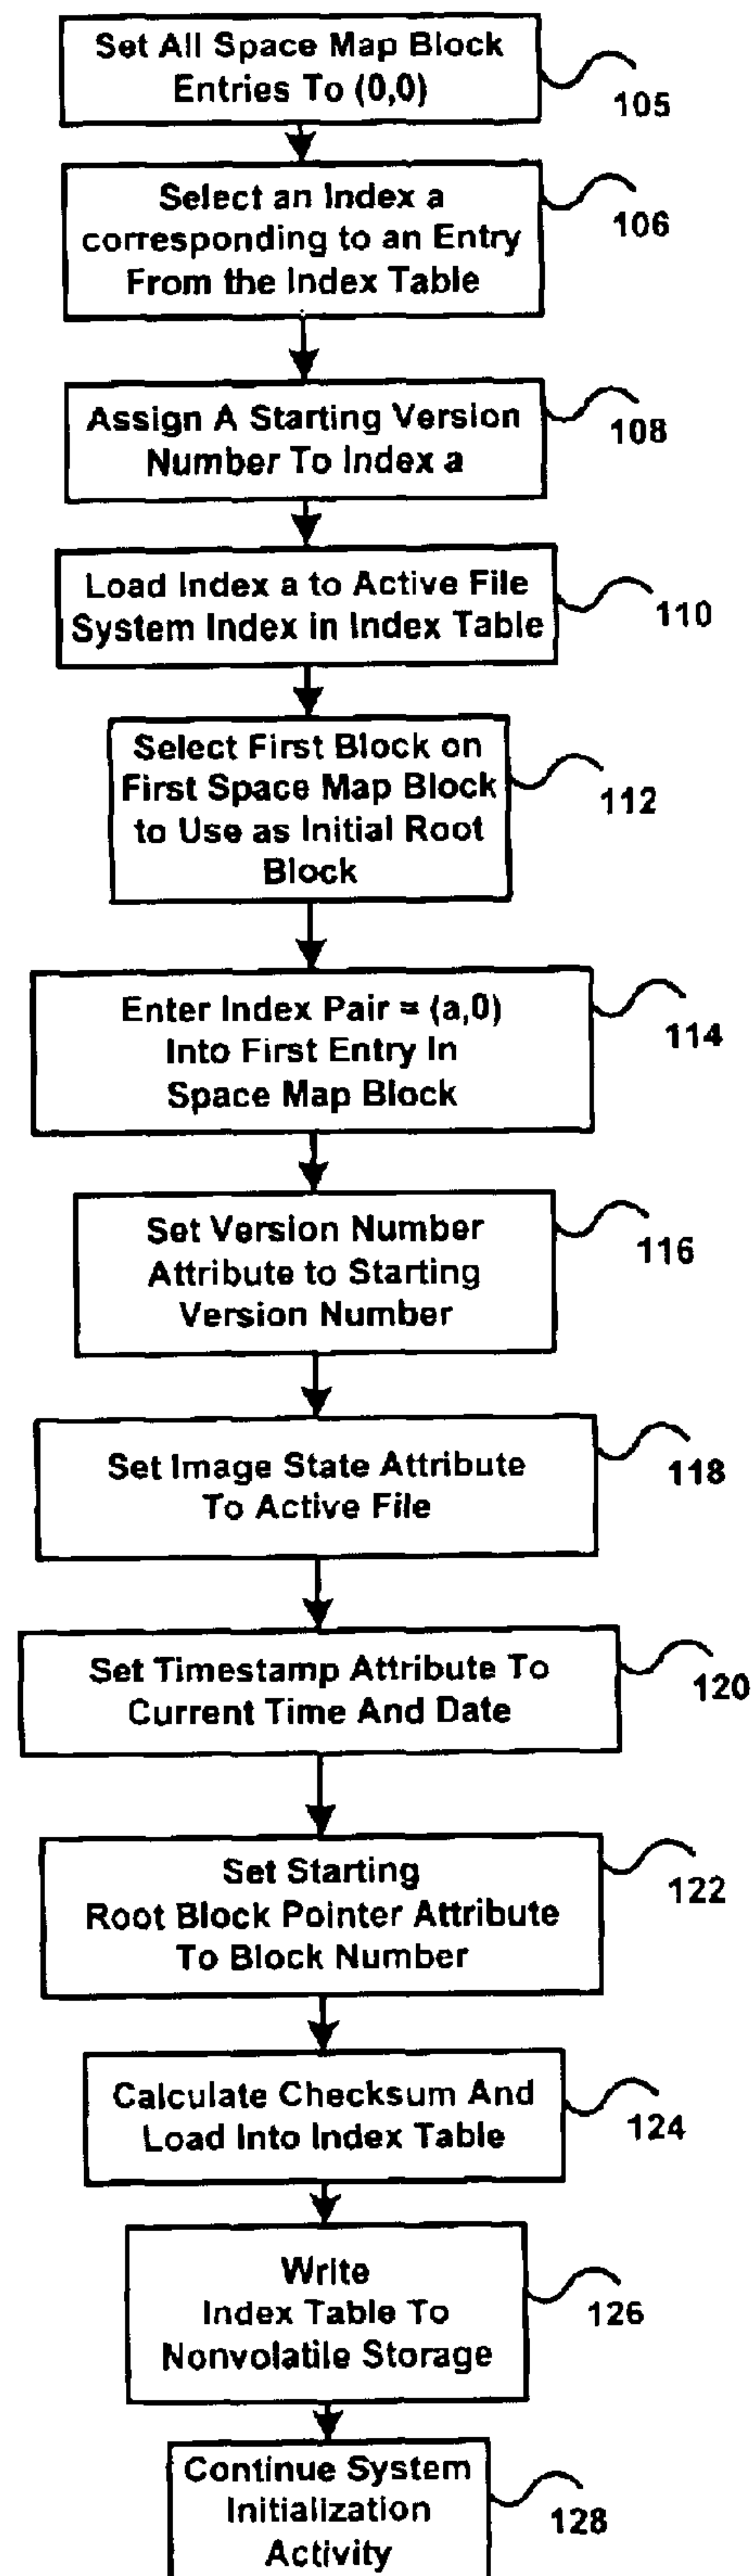 Set All Space Map Block
Entries To (0,0)
105
Select an Index a
corresponding to an Entry
From the Index Table
106
Assign A Starting Version
Number To Index a
108
Load Index a to Active File
System Index in Index Table
110
Select First Block on
First Space Map Block
to Use as Initial Root
Block
112
Enter Index Pair = (a,0)
Into First Entry In
Space Map Block
114
Set Version Number
Attribute to Starting
Version Number
116
Set Image State Attribute
To Active File
118
Set Timestamp Attribute To
Current Time And Date
120
Set Starting
Root Block Pointer Attribute
To Block Number
122
Calculate Checksum And
Load Into Index Table
124
Write
Index Table To
Nonvolatile Storage
126
Continue System
Initialization
Activity
128